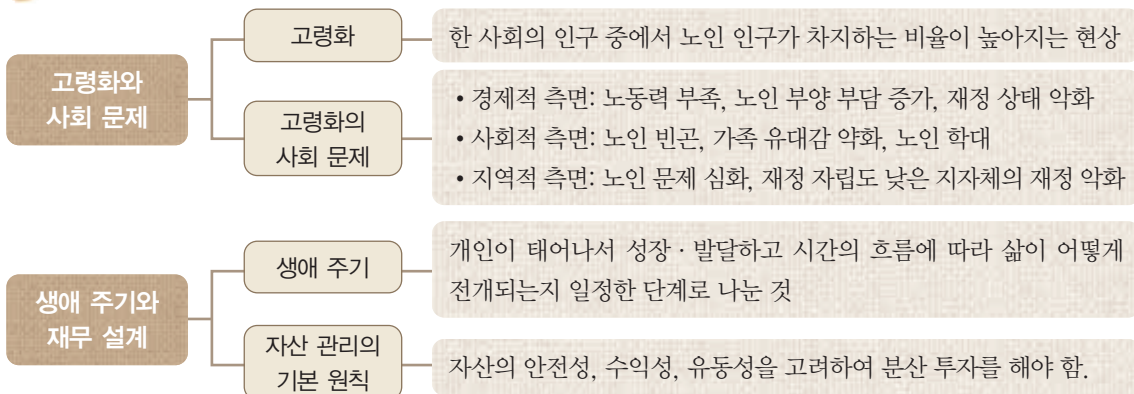 고령화와
사회 문제
고령화
한 사회의 인구 중에서 노인 인구가 차지하는 비율이 높아지는 현상
고령화의
사회 문제
• 경제적 측면: 노동력 부족, 노인 부양 부담 증가, 재정 상태 악화
• 사회적 측면: 노인 빈곤, 가족 유대감 약화, 노인 학대
• 지역적 측면: 노인 문제 심화, 재정 자립도 낮은 지자체의 재정 악화
생애 주기와
재무 설계
생애 주기
개인이 태어나서 성장·발달하고 시간의 흐름에 따라 삶이 어떻게
전개되는지 일정한 단계로 나눈 것
자산 관리의
기본 원칙
자산의 안전성, 수익성, 유동성을 고려하여 분산 투자를 해야 함.